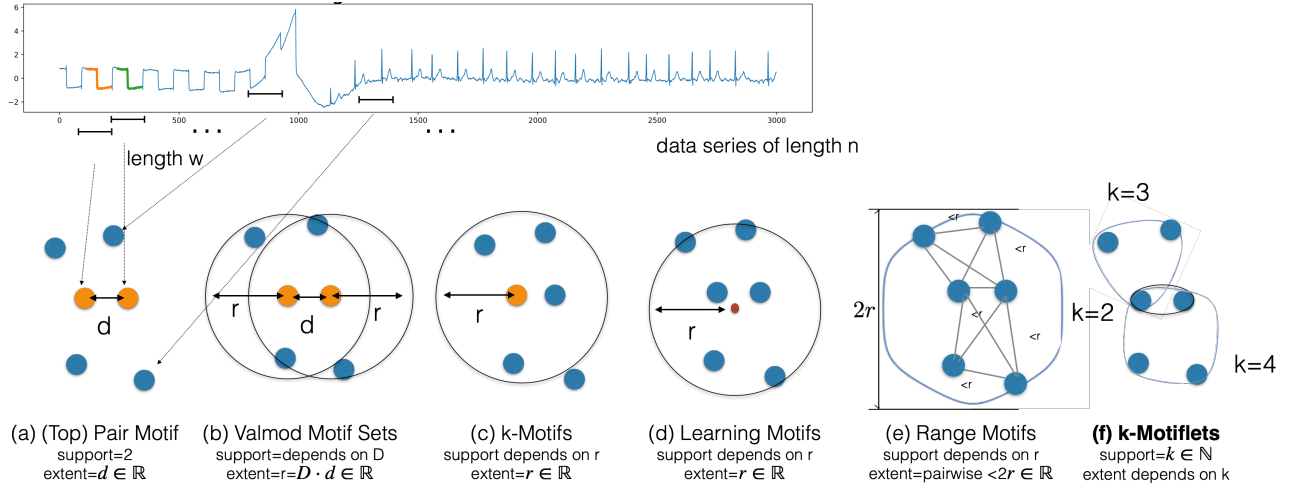 6
4
2
0
−2
0
500
1000
1500
2000
2500
3000
. . .
. . .
length w
data series of length n
k=3
<r
<r
2r
r
d
r
d
r
r
<r
<r
<r
k=2
k=4
(a) (Top) Pair Motif
support=2
extent=d ∈ ℝ
(b) Valmod Motif Sets
support=depends on D
extent=r=D · d ∈ ℝ
(c) k-Motifs
support depends on r
extent=r ∈ ℝ
(d) Learning Motifs
support depends on r
extent=r ∈ ℝ
(e) Range Motifs
support depends on r
extent=pairwise <2r ∈ ℝ
(f) k-Motiflets
support=k ∈ ℕ
extent depends on k